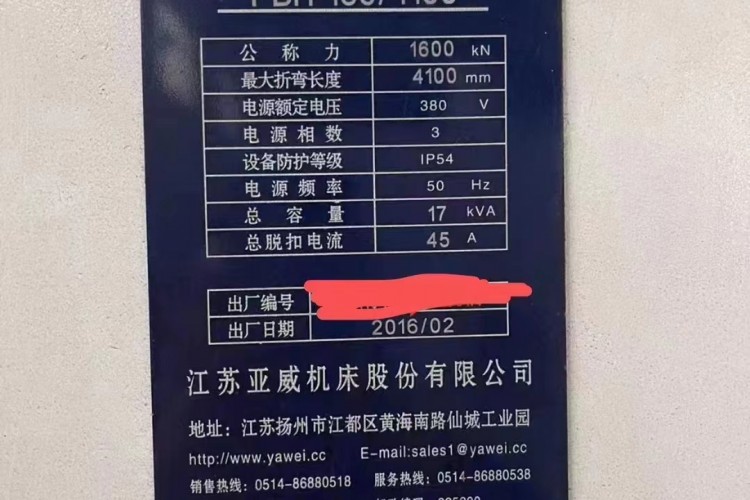 公称力 1600 kN
最大折弯长度 4100 mm
电源额定电压 380 V
电源相数 3
设备防护等级 IP54
电源频率 50 Hz
总容量 17 kVA
总脱扣电流 45 A
出厂编号
出厂日期 2016/02
江苏亚威机床股份有限公司
地址: 江苏扬州市江都区黄海南路仙城工业园
http://www.yawei.cc E-mail:sales1@yawei.cc
销售热线: 0514-86880518 服务热线: 0514-86880538